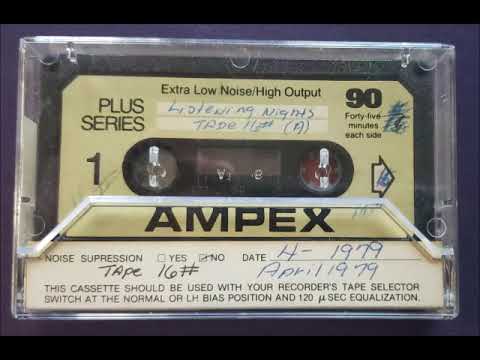 Extra Low Noise/High Output
PLUS
SERIES
Listening Nights
TAPE 16# (A)
90
Forty-five
minutes
each side
1
AMPEX
NOISE SUPRESSION ☐ YES ☑ NO DATE 4- 1979
TAPE 16# April 1979
THIS CASSETTE SHOULD BE USED WITH YOUR RECORDER'S TAPE SELECTOR
SWITCH AT THE NORMAL OR LH BIAS POSITION AND 120 μSEC EQUALIZATION.